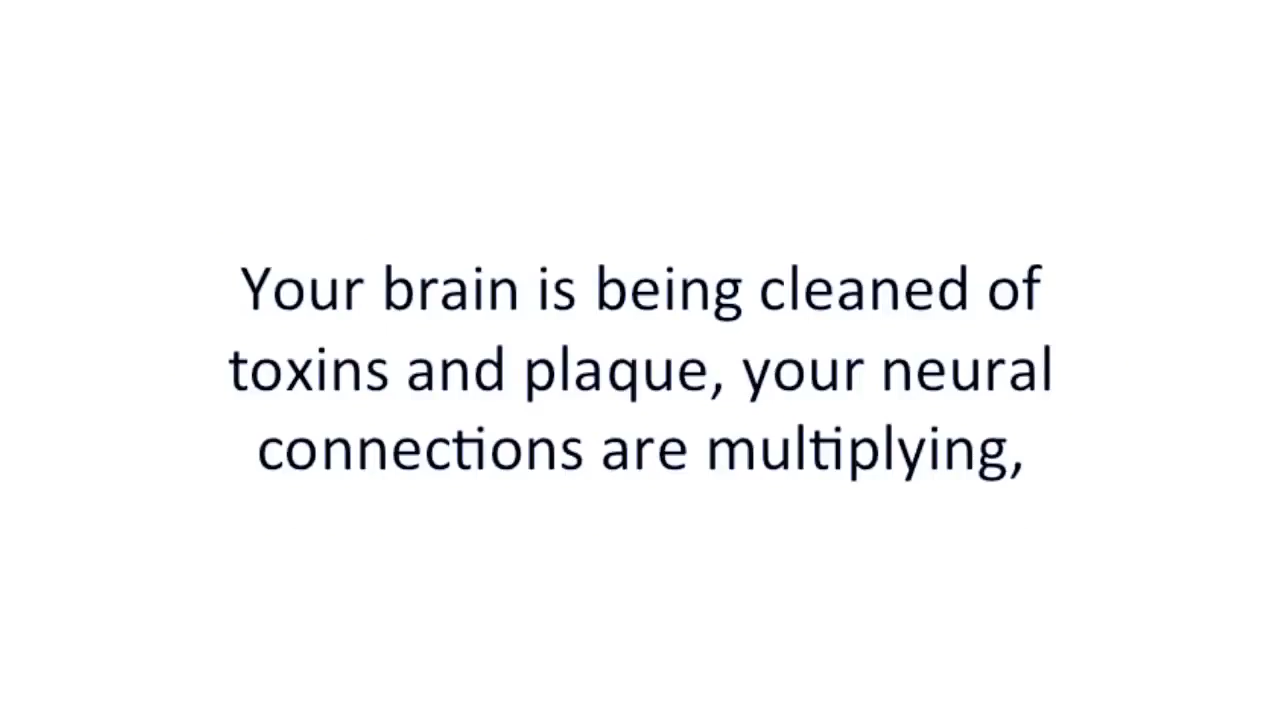 Your brain is being cleaned of
toxins and plaque, your neural
connections are multiplying,